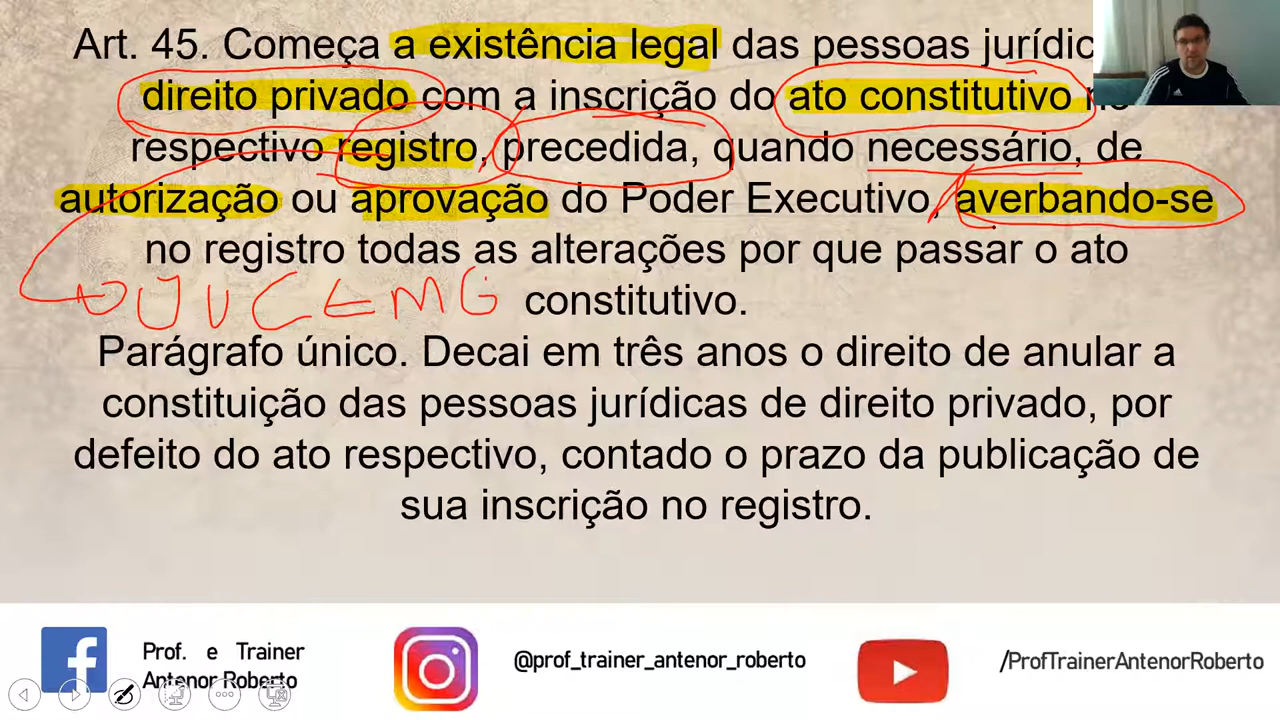 Art. 45. Começa a existência legal das pessoas jurídic
direito privado com a inscrição do ato constitutivo no
respectivo registro, precedida, quando necessário, de
autorização ou aprovação do Poder Executivo, averbando-se
no registro todas as alterações por que passar o ato
JUCEMG constitutivo.
Parágrafo único. Decai em três anos o direito de anular a
constituição das pessoas jurídicas de direito privado, por
defeito do ato respectivo, contado o prazo da publicação de
sua inscrição no registro.
Prof. e Trainer
Antenor Roberto
@prof_trainer_antenor_roberto
/ProfTrainerAntenorRoberto